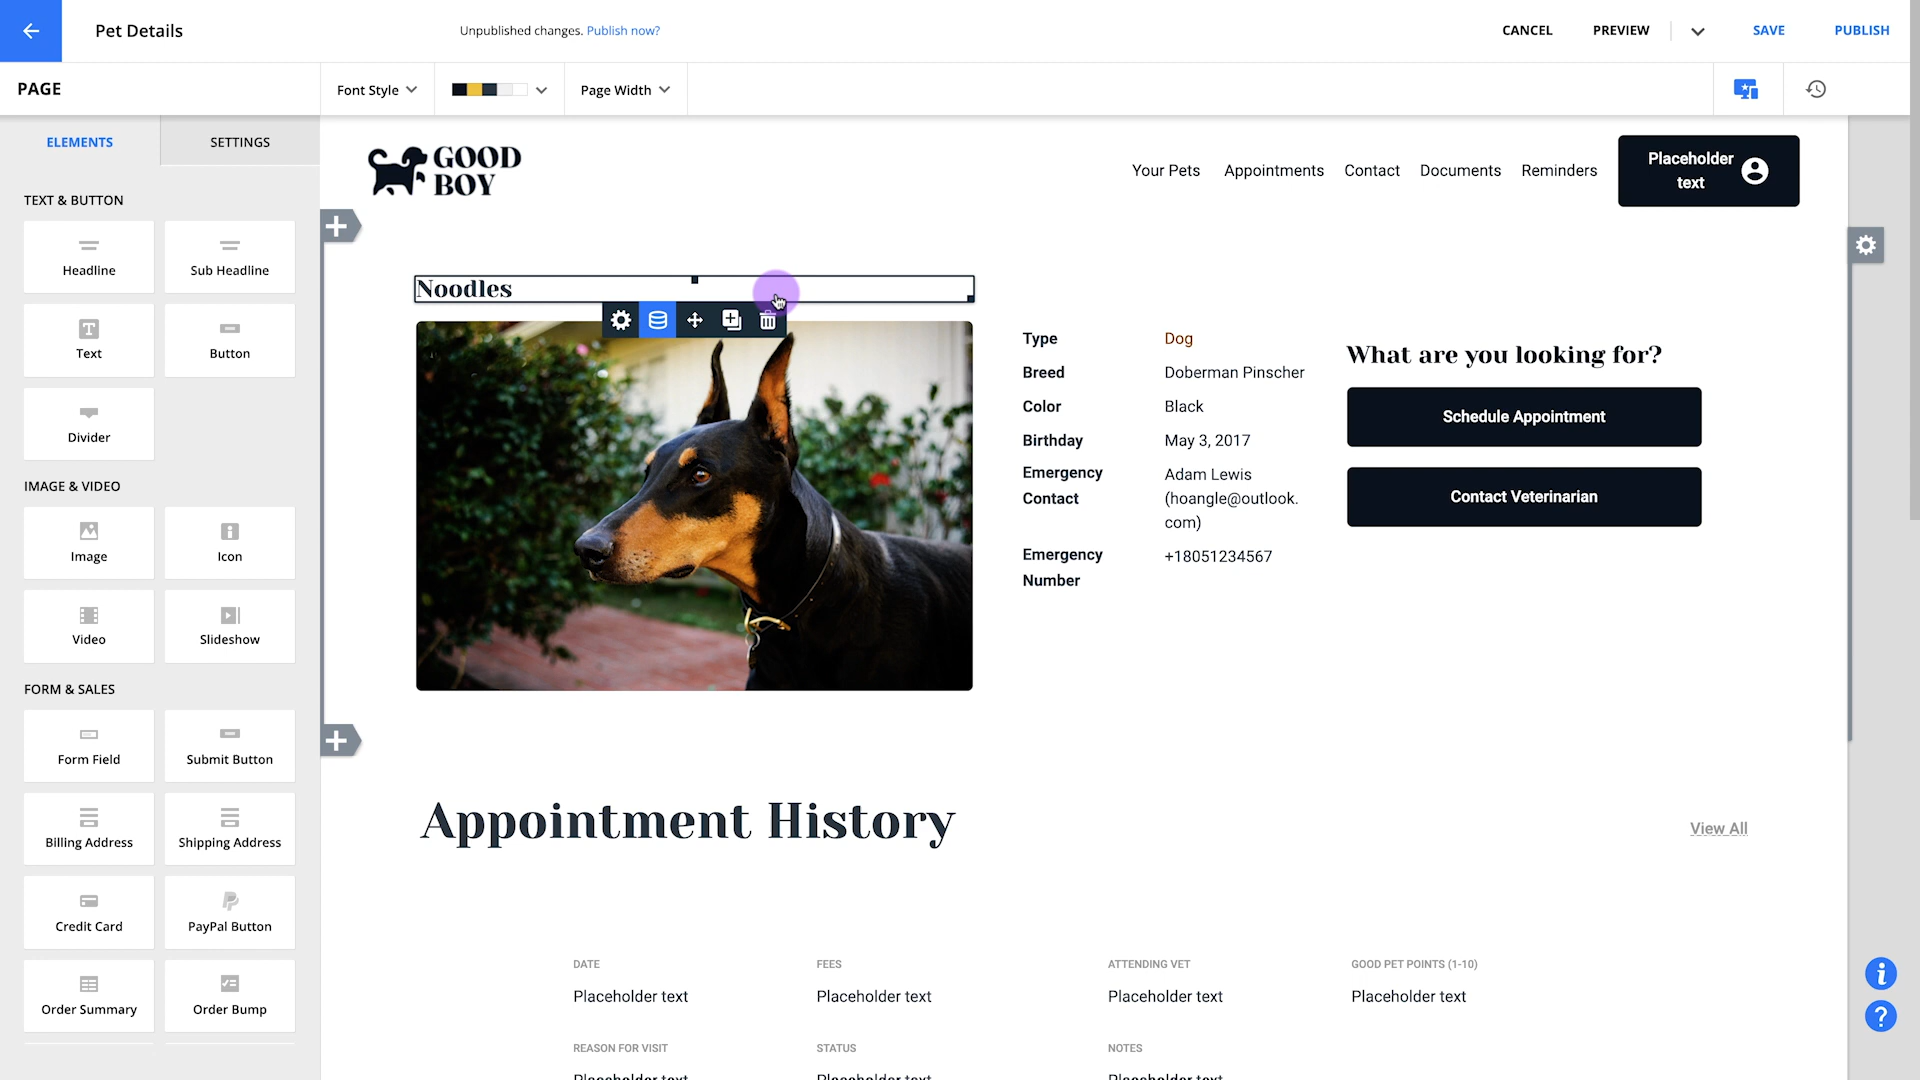 Pet Details
Unpublished changes. Publish now?
CANCEL
PREVIEW
SAVE
PUBLISH
PAGE
Font Style
Page Width
ELEMENTS
SETTINGS
TEXT & BUTTON
Headline
Sub Headline
Text
Button
Divider
IMAGE & VIDEO
Image
Icon
Video
Slideshow
FORM & SALES
Form Field
Submit Button
Billing Address
Shipping Address
Credit Card
PayPal Button
Order Summary
Order Bump
GOOD
BOY
Your Pets
Appointments
Contact
Documents
Reminders
Placeholder
text
Noodles
Type
Dog
Breed
Doberman Pinscher
Color
Black
Birthday
May 3, 2017
Emergency
Contact
Adam Lewis
(hoangle@outlook.
com)
Emergency
Number
+18051234567
What are you looking for?
Schedule Appointment
Contact Veterinarian
Appointment History
View All
DATE
FEES
ATTENDING VET
GOOD PET POINTS (1-10)
Placeholder text
Placeholder text
Placeholder text
Placeholder text
REASON FOR VISIT
STATUS
NOTES
Placeholder text
Placeholder text
Placeholder text